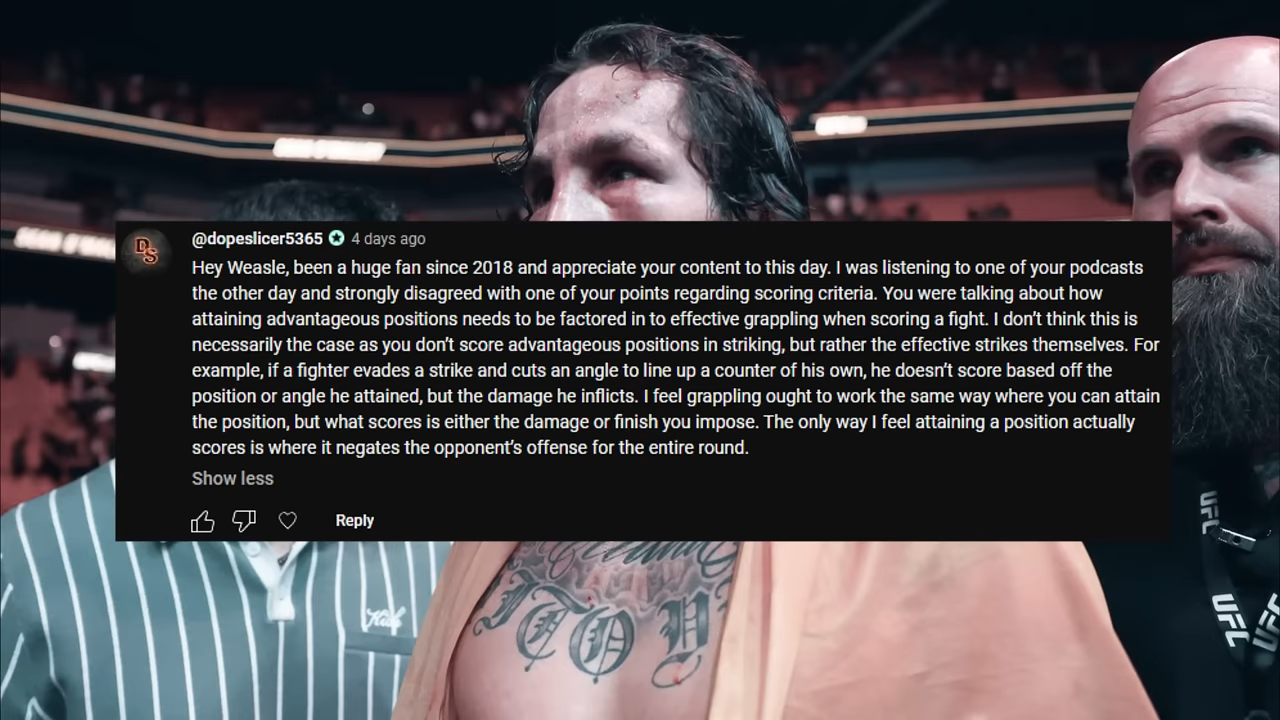 @dopeslicer5365 4 days ago
Hey Weasle, been a huge fan since 2018 and appreciate your content to this day. I was listening to one of your podcasts
the other day and strongly disagreed with one of your points regarding scoring criteria. You were talking about how
attaining advantageous positions needs to be factored in to effective grappling when scoring a fight. I don’t think this is
necessarily the case as you don’t score advantageous positions in striking, but rather the effective strikes themselves. For
example, if a fighter evades a strike and cuts an angle to line up a counter of his own, he doesn’t score based off the
position or angle he attained, but the damage he inflicts. I feel grappling ought to work the same way where you can attain
the position, but what scores is either the damage or finish you impose. The only way I feel attaining a position actually
scores is where it negates the opponent’s offense for the entire round.
Show less
Reply
DS
UFC
UFC
UFC
ITO